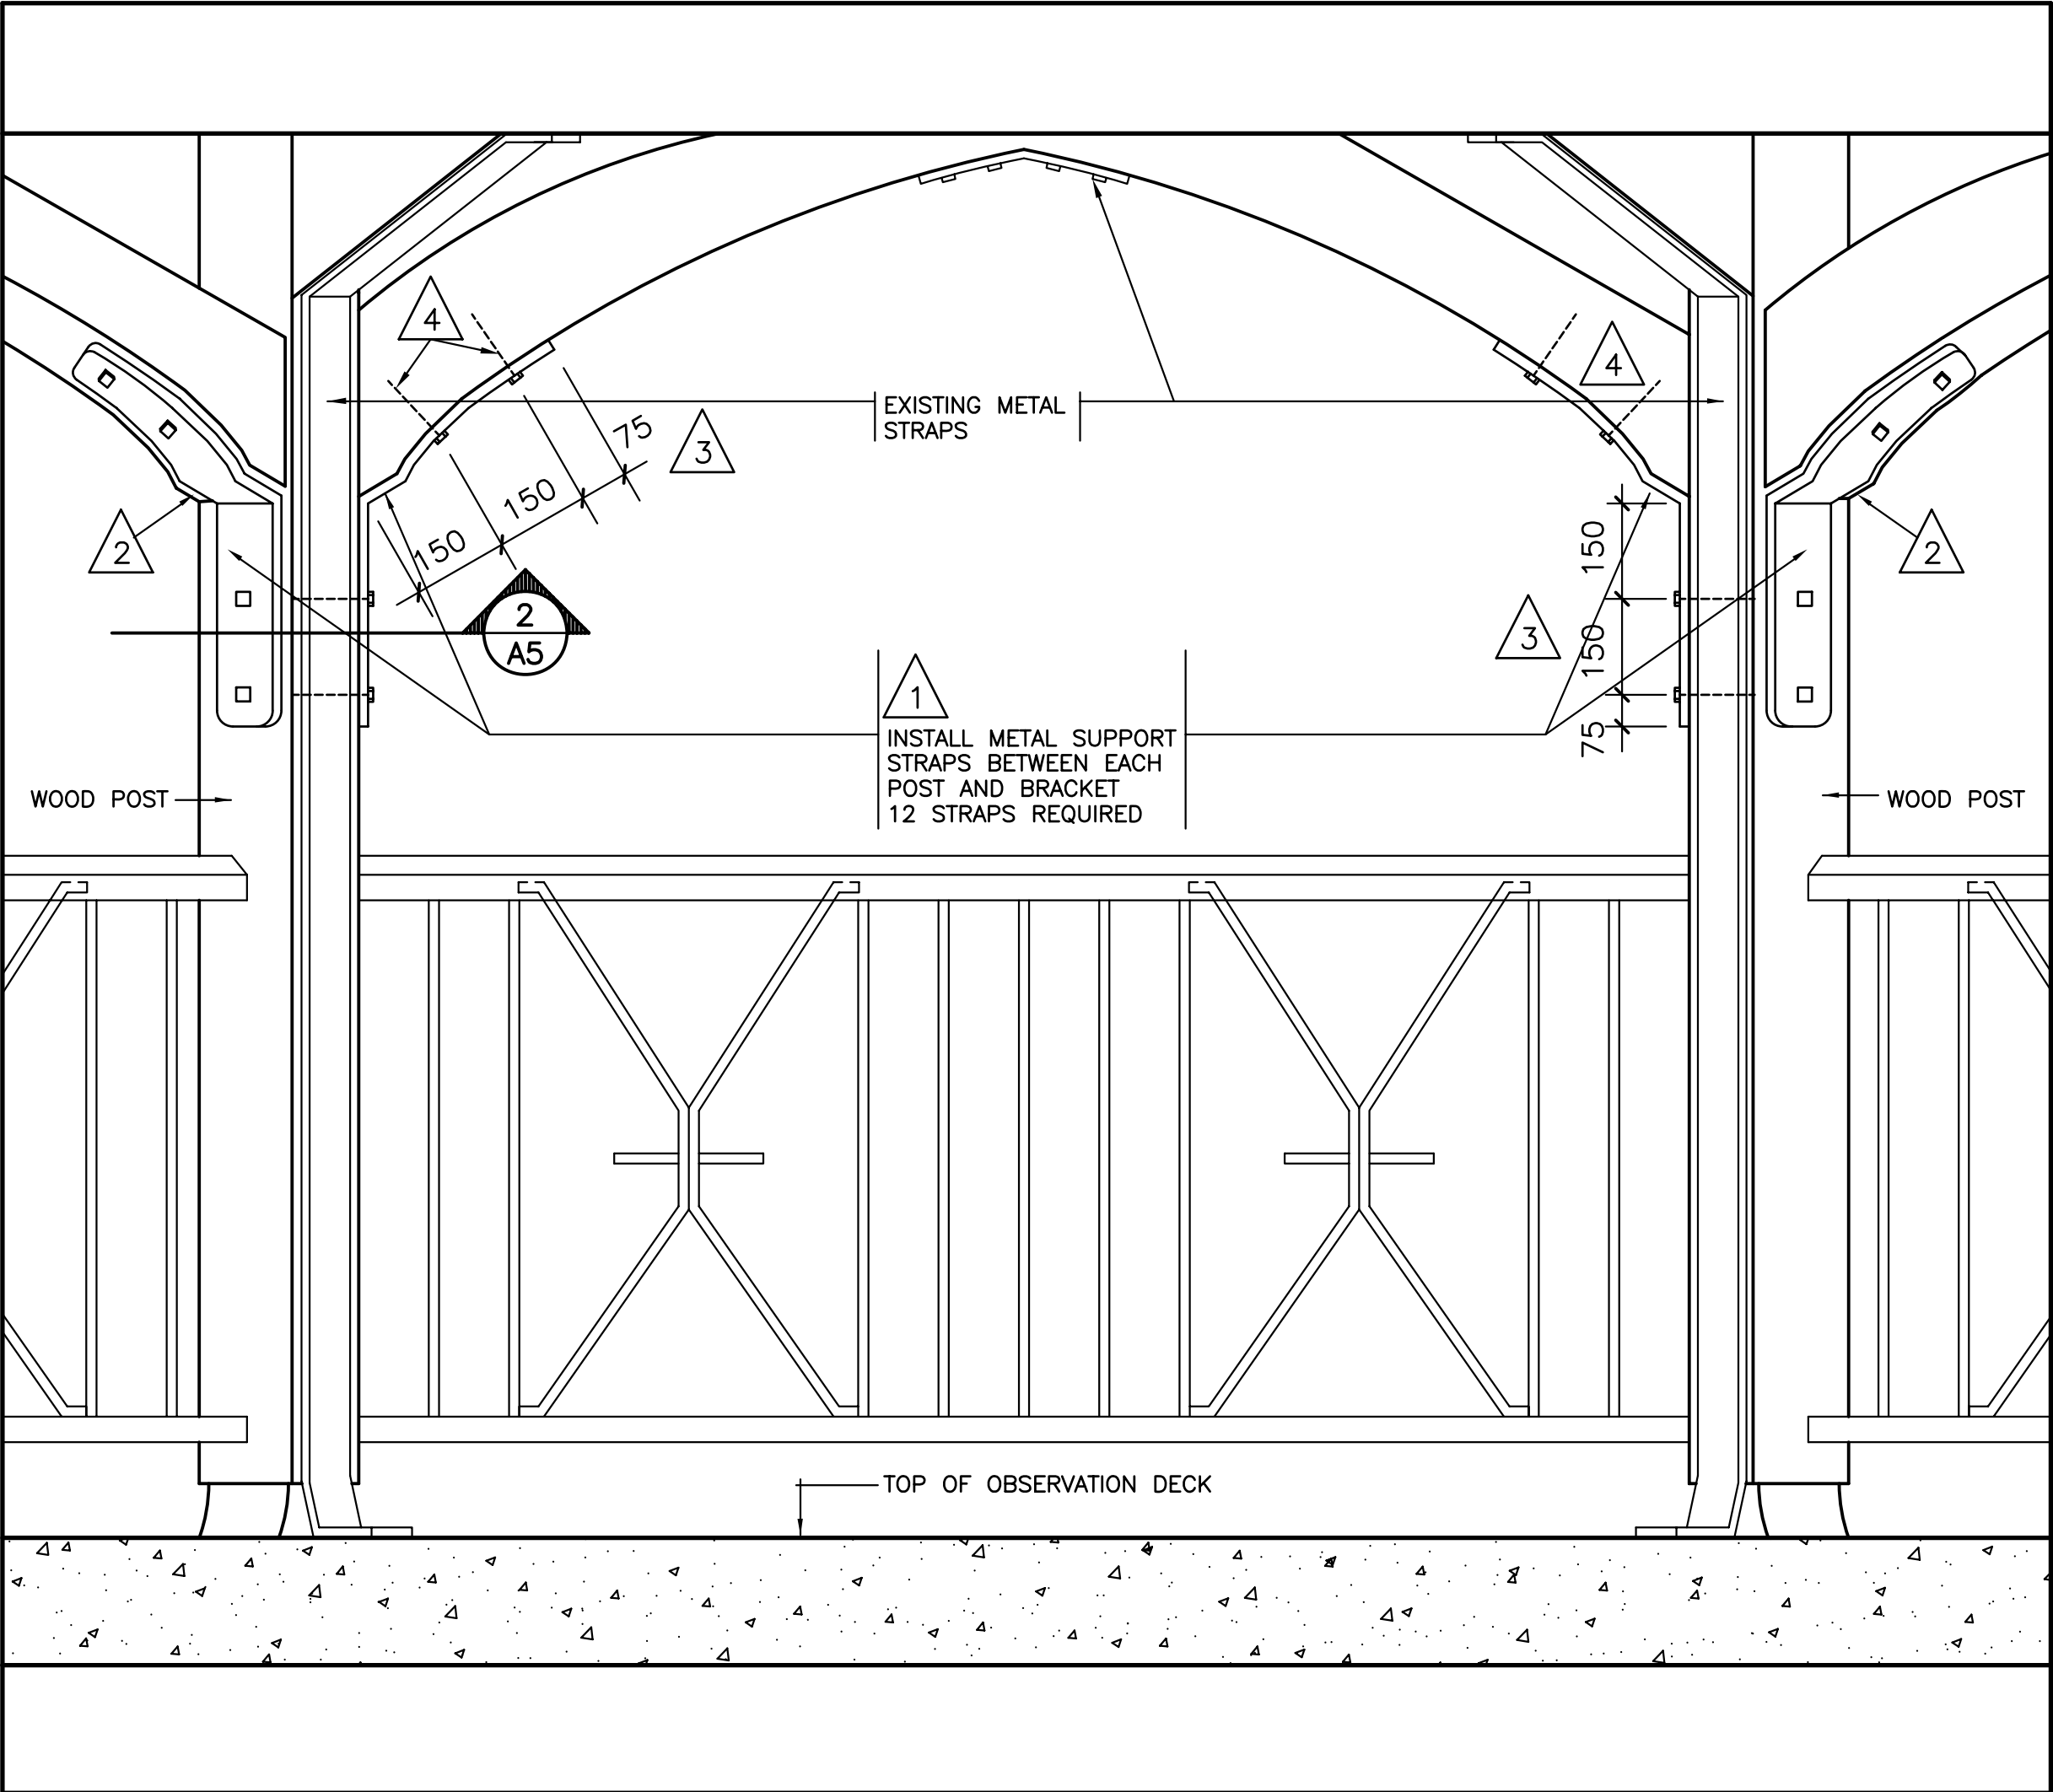 4
4
75
3
EXISTING METAL
STRAPS
150
150
150
2
2
2
A5
3
150
75
1
INSTALL METAL SUPPORT
STRAPS BETWEEN EACH
POST AND BRACKET
12 STRAPS REQUIRED
WOOD POST
WOOD POST
TOP OF OBSERVATION DECK